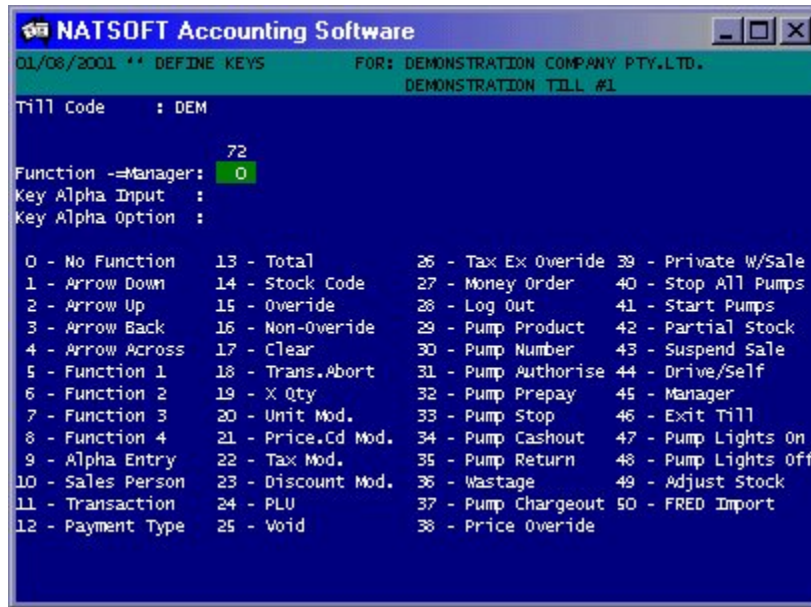 NATSOFT Accounting Software
01/08/2001 ** DEFINE KEYS FOR: DEMONSTRATION COMPANY PTY.LTD.
DEMONSTRATION TILL #1
Till Code : DEM
72
Function -=Manager: 0
Key Alpha Input :
Key Alpha Option :
0 - No Function 13 - Total 26 - Tax Ex Override 39 - Private W/Sale
1 - Arrow Down 14 - Stock Code 27 - Money Order 40 - Stop All Pumps
2 - Arrow Up 15 - Overide 28 - Log Out 41 - Start Pumps
3 - Arrow Back 16 - Non-Overide 29 - Pump Product 42 - Partial Stock
4 - Arrow Across 17 - Clear 30 - Pump Number 43 - Suspend Sale
5 - Function 1 18 - Trans.Abort 31 - Pump Authorise 44 - Drive/Self
6 - Function 2 19 - X Qty 32 - Pump Prepay 45 - Manager
7 - Function 3 20 - Unit Mod. 33 - Pump Stop 46 - Exit Till
8 - Function 4 21 - Price.Cd Mod. 34 - Pump Cashout 47 - Pump Lights On
9 - Alpha Entry 22 - Tax Mod. 35 - Pump Return 48 - Pump Lights Off
10 - Sales Person 23 - Discount Mod. 36 - Wastage 49 - Adjust Stock
11 - Transaction 24 - PLU 37 - Pump Chargeout 50 - FRED Import
12 - Payment Type 25 - Void 38 - Price Overide